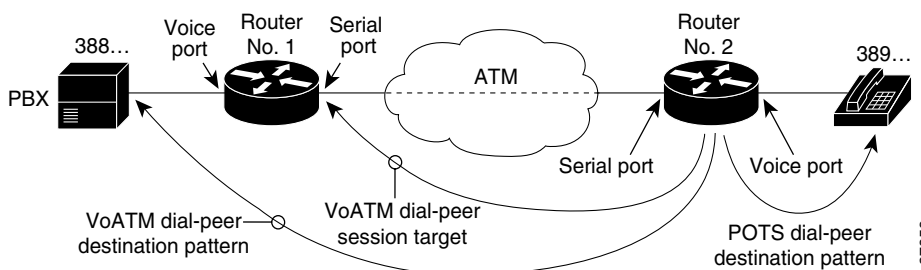 388...
PBX
Voice
port
Router
No. 1
Serial
port
ATM
Router
No. 2
389...
Serial port
Voice port
VoATM dial-peer
destination pattern
VoATM dial-peer
session target
POTS dial-peer
destination pattern